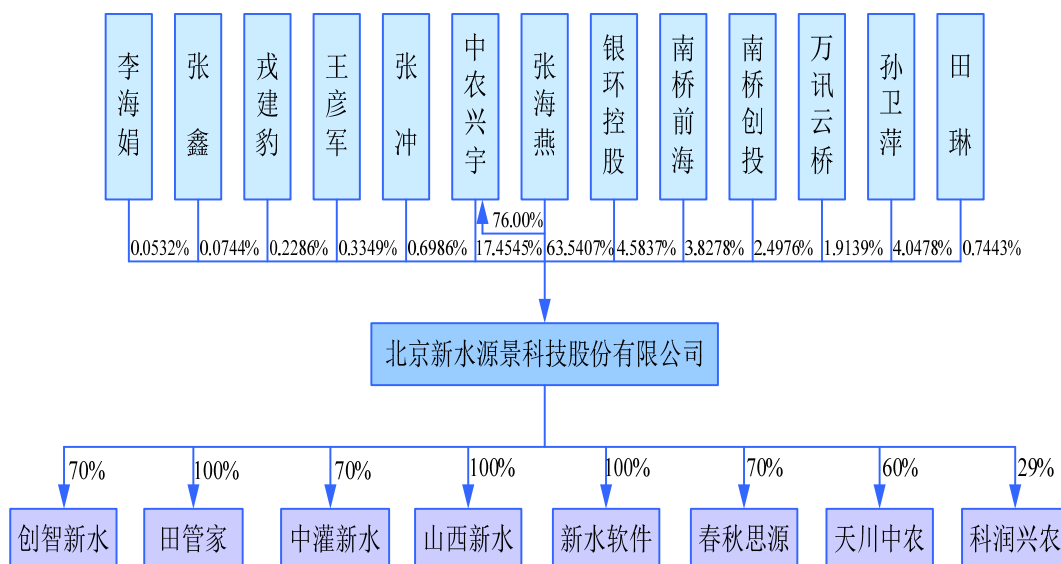 李海娟
张鑫
戎建豹
王彦军
张冲
中农兴宇
张海燕
银环控股
南桥前海
南桥创投
万讯云桥
孙卫萍
田琳
76.00%
0.0532%
0.0744%
0.2286%
0.3349%
0.6986%
17.4545%
63.5407%
4.5837%
3.8278%
2.4976%
1.9139%
4.0478%
0.7443%
北京新水源景科技股份有限公司
70%
100%
70%
100%
100%
70%
60%
29%
创智新水
田管家
中灌新水
山西新水
新水软件
春秋思源
天川中农
科润兴农